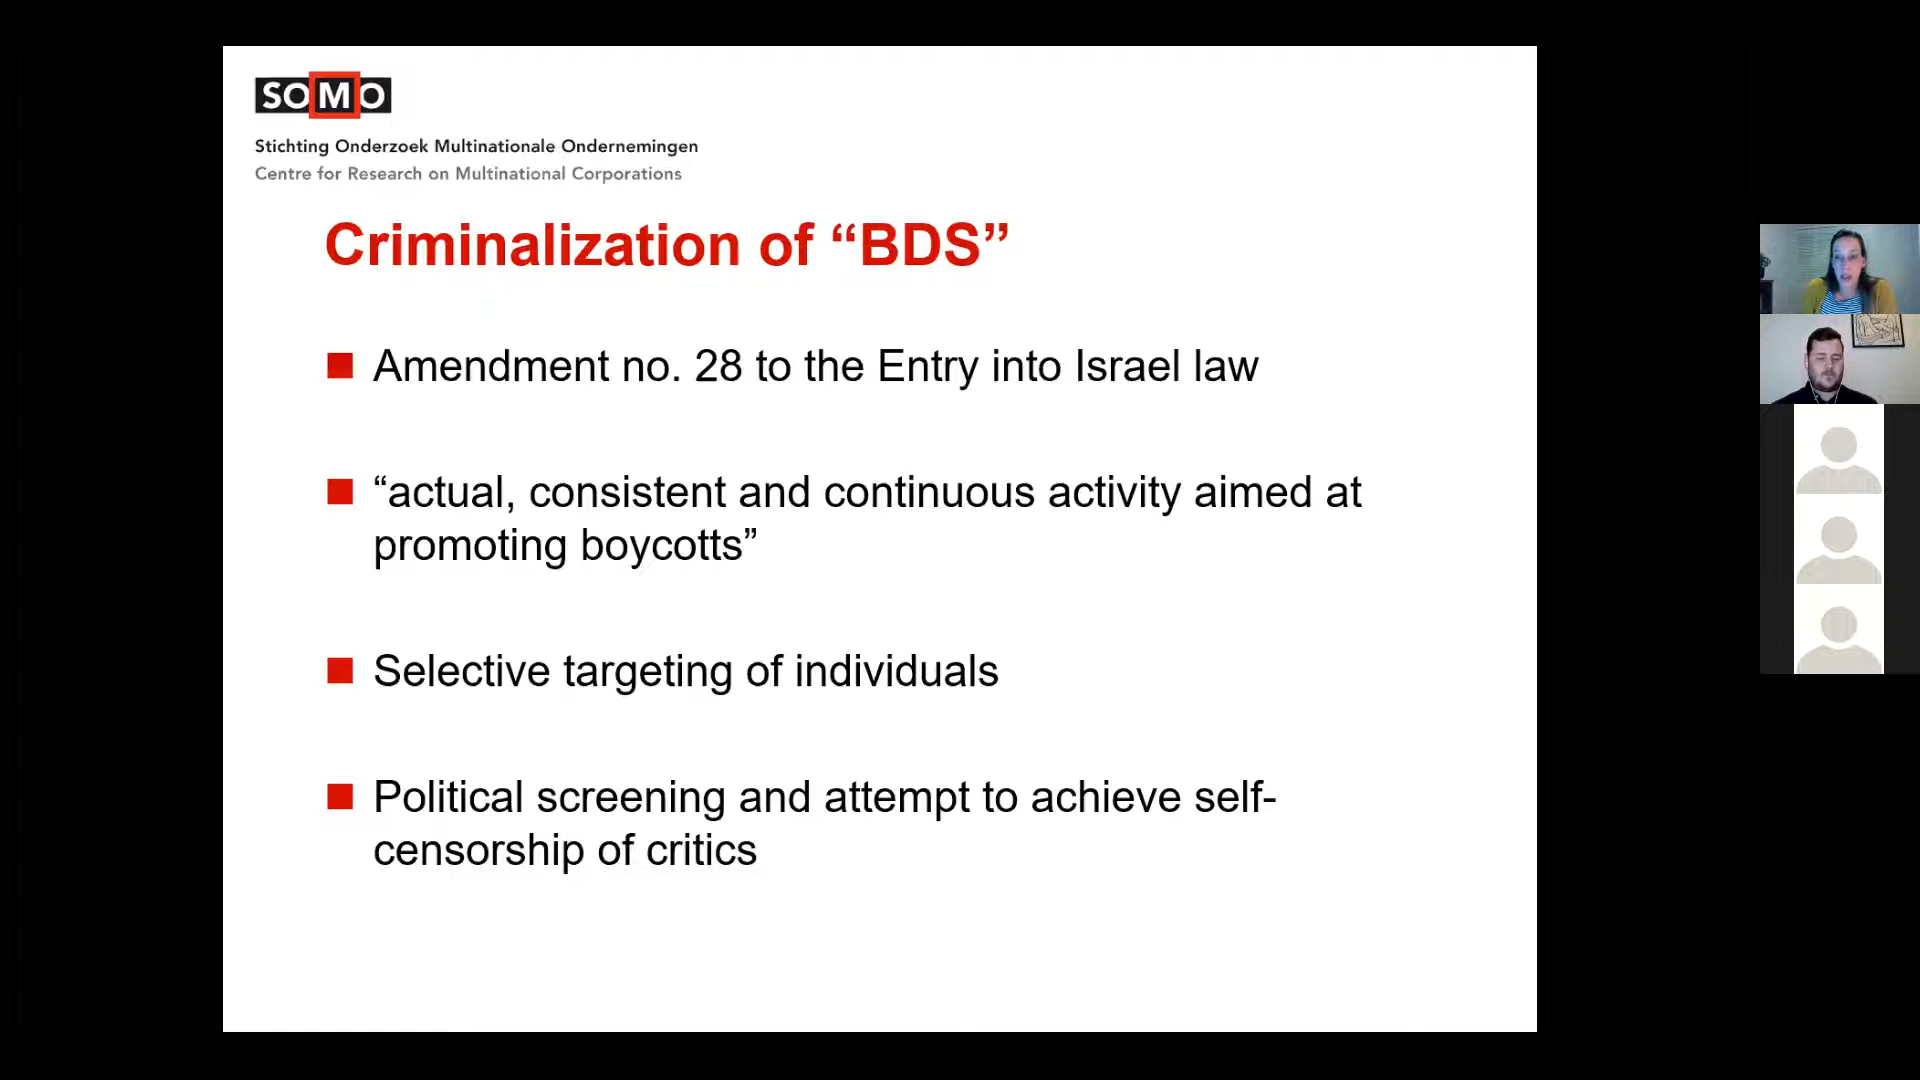 SOMO
Stichting Onderzoek Multinationale Ondernemingen
Centre for Research on Multinational Corporations
Criminalization of “BDS”
Amendment no. 28 to the Entry into Israel law
“actual, consistent and continuous activity aimed at
promoting boycotts”
Selective targeting of individuals
Political screening and attempt to achieve self-
censorship of critics